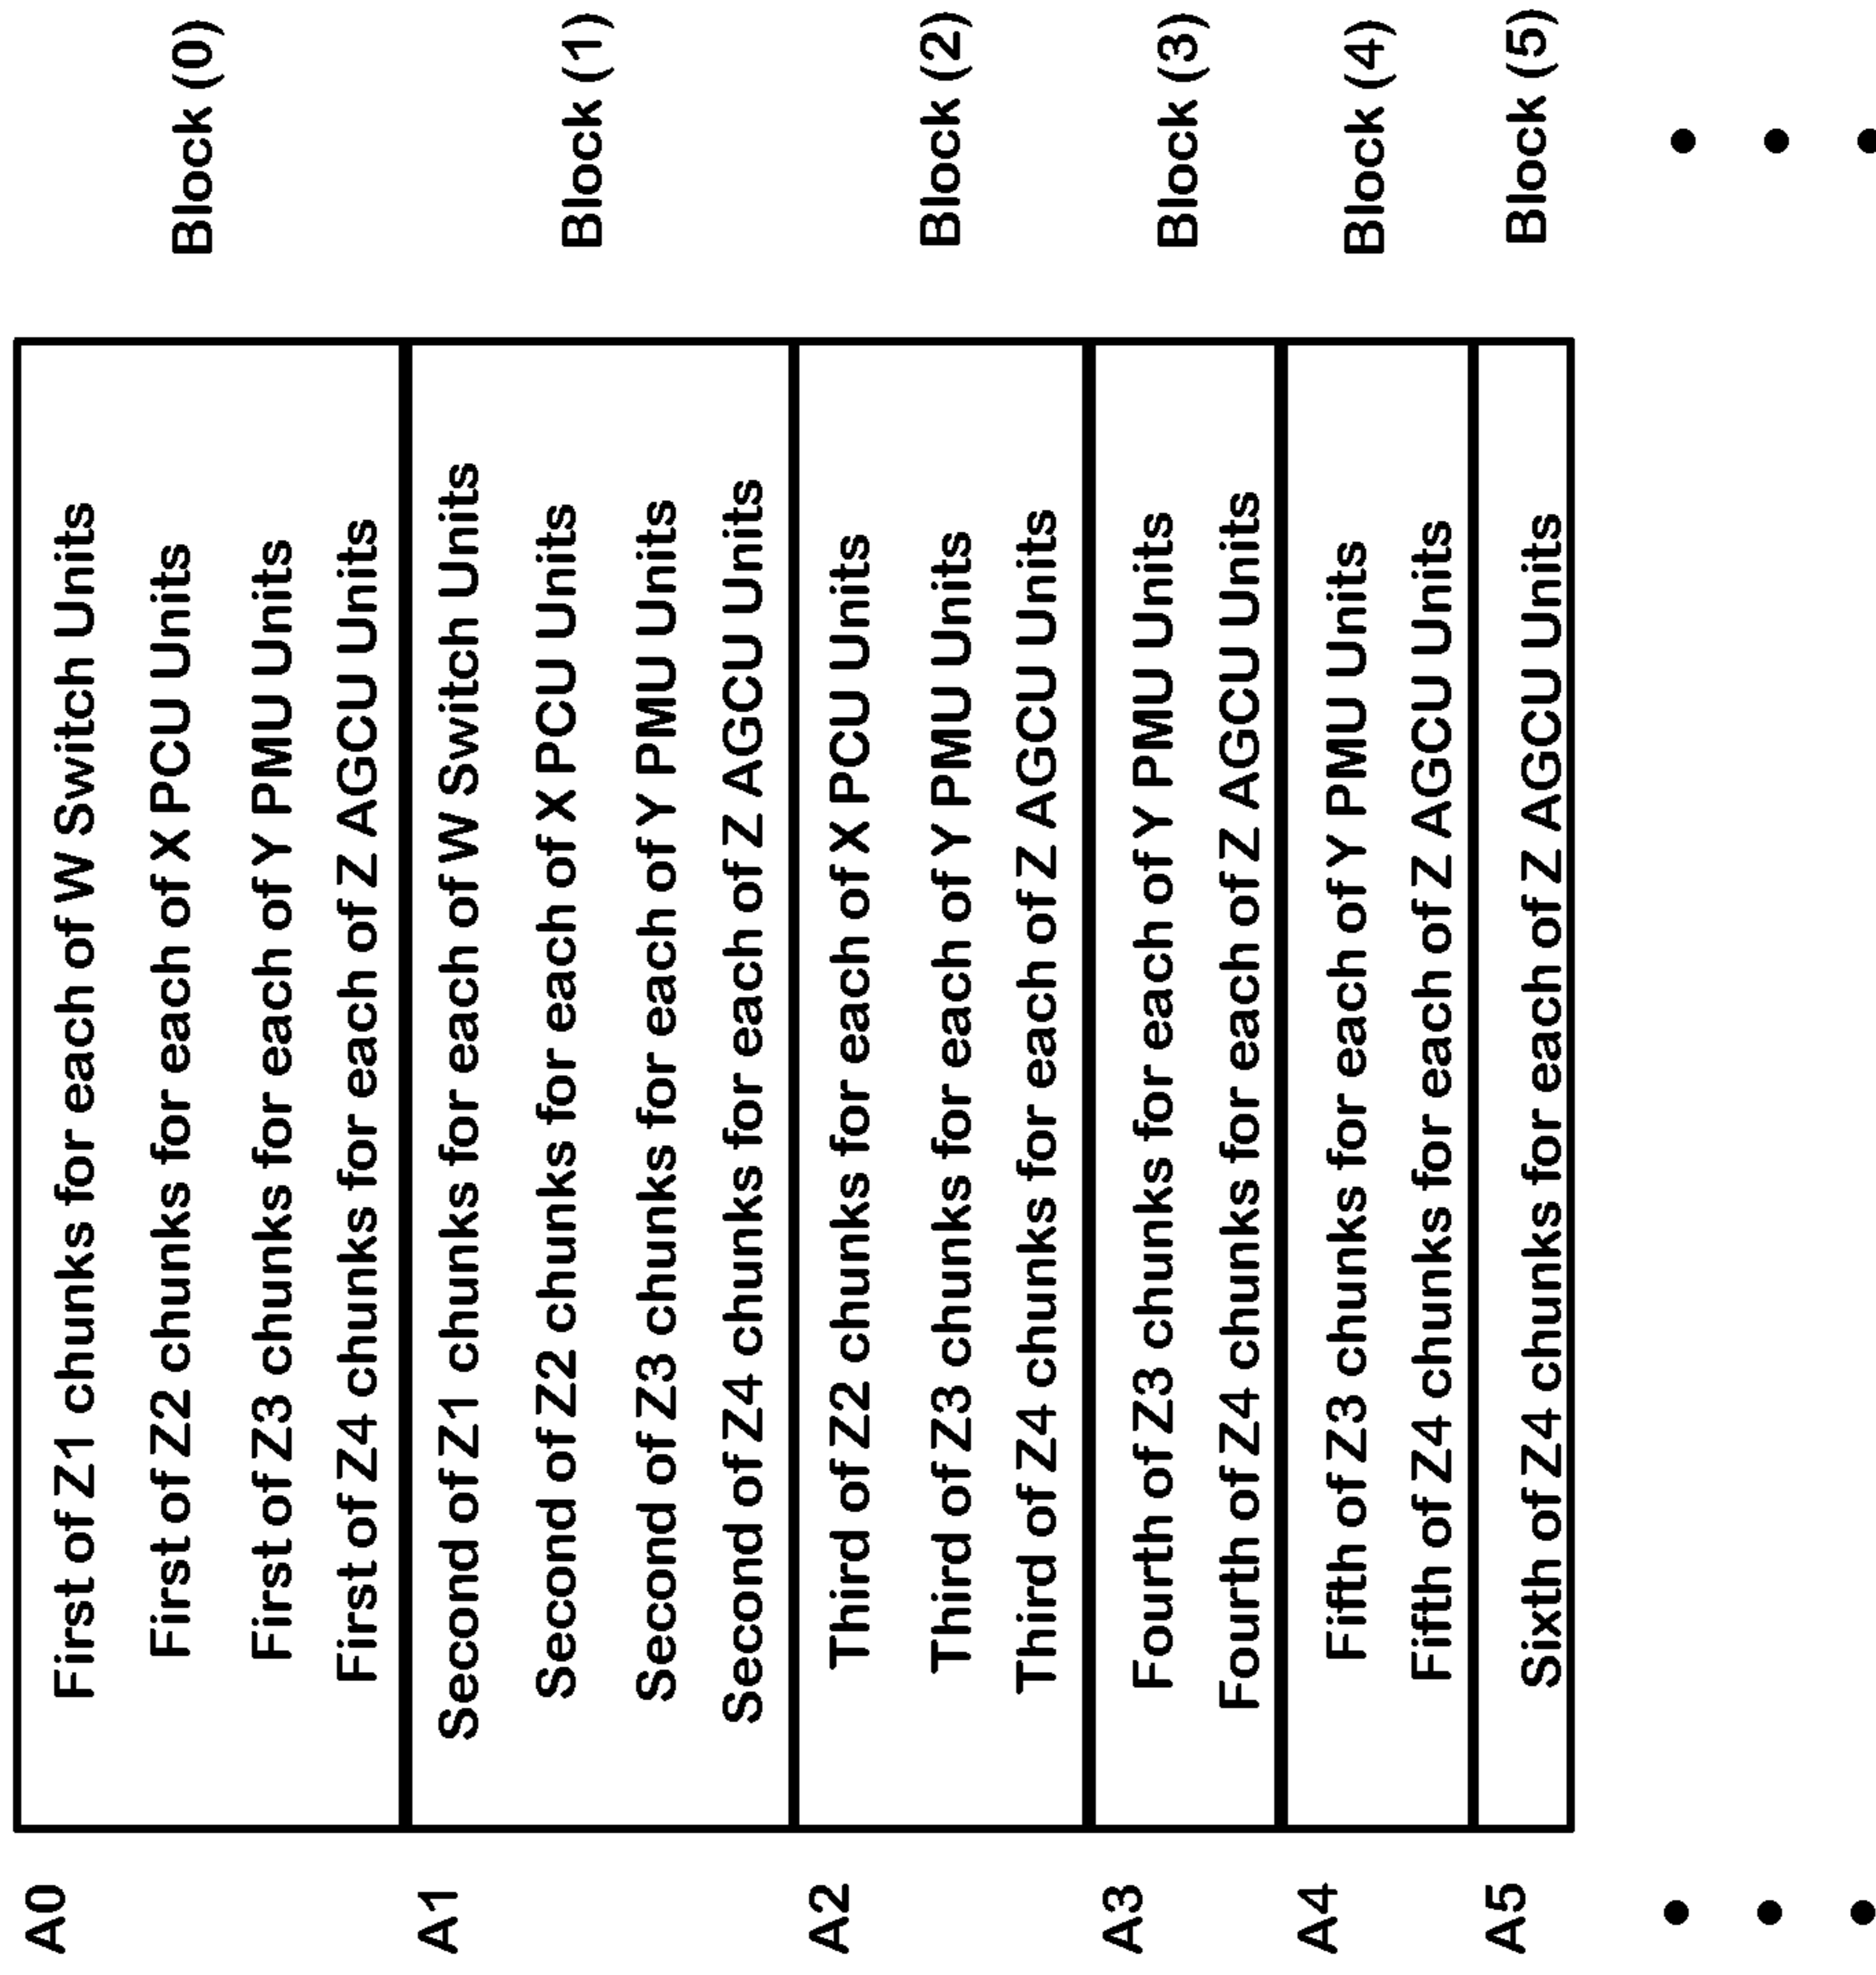 A0
First of Z1 chunks for each of W Switch Units
First of Z2 chunks for each of X PCU Units
First of Z3 chunks for each of Y PMU Units
First of Z4 chunks for each of Z AGCU Units
Block (0)
A1
Second of Z1 chunks for each of W Switch Units
Second of Z2 chunks for each of X PCU Units
Second of Z3 chunks for each of Y PMU Units
Second of Z4 chunks for each of Z AGCU Units
Block (1)
A2
Third of Z2 chunks for each of X PCU Units
Third of Z3 chunks for each of Y PMU Units
Third of Z4 chunks for each of Z AGCU Units
Block (2)
A3
Fourth of Z3 chunks for each of Y PMU Units
Fourth of Z4 chunks for each of Z AGCU Units
Block (3)
A4
Fifth of Z3 chunks for each of Y PMU Units
Fifth of Z4 chunks for each of Z AGCU Units
Block (4)
A5
Sixth of Z4 chunks for each of Z AGCU Units
Block (5)